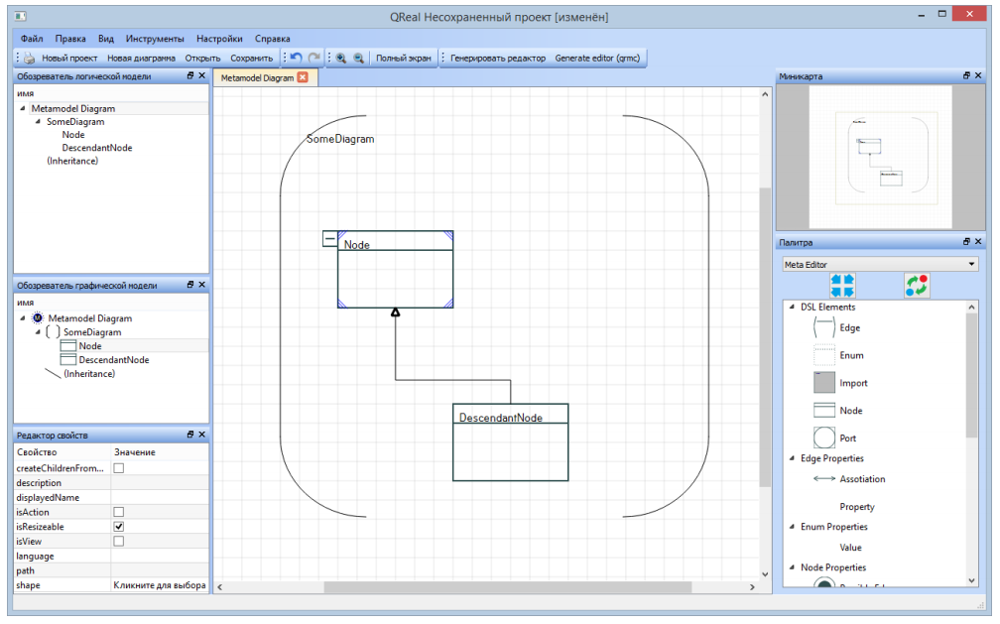 QReal Несохраненный проект [изменён]
Файл Правка Вид Инструменты Настройки Справка
Новый проект Новая диаграмма Открыть Сохранить Полный экран Генерировать редактор Generate editor (qrmc)
Обозреватель логической модели
имя
Metamodel Diagram
SomeDiagram
Node
DescendantNode
(Inheritance)
Обозреватель графической модели
имя
Metamodel Diagram
SomeDiagram
Node
DescendantNode
(Inheritance)
Редактор свойств
Свойство Значение
createChildrenFrom...
description
displayedName
isAction
isResizeable
isView
language
path
shape Кликните для выбора
Metamodel Diagram
SomeDiagram
Node
DescendantNode
Миникарта
Палитра
Meta Editor
DSL Elements
Edge
Enum
Import
Node
Port
Edge Properties
Assotiation
Property
Enum Properties
Value
Node Properties